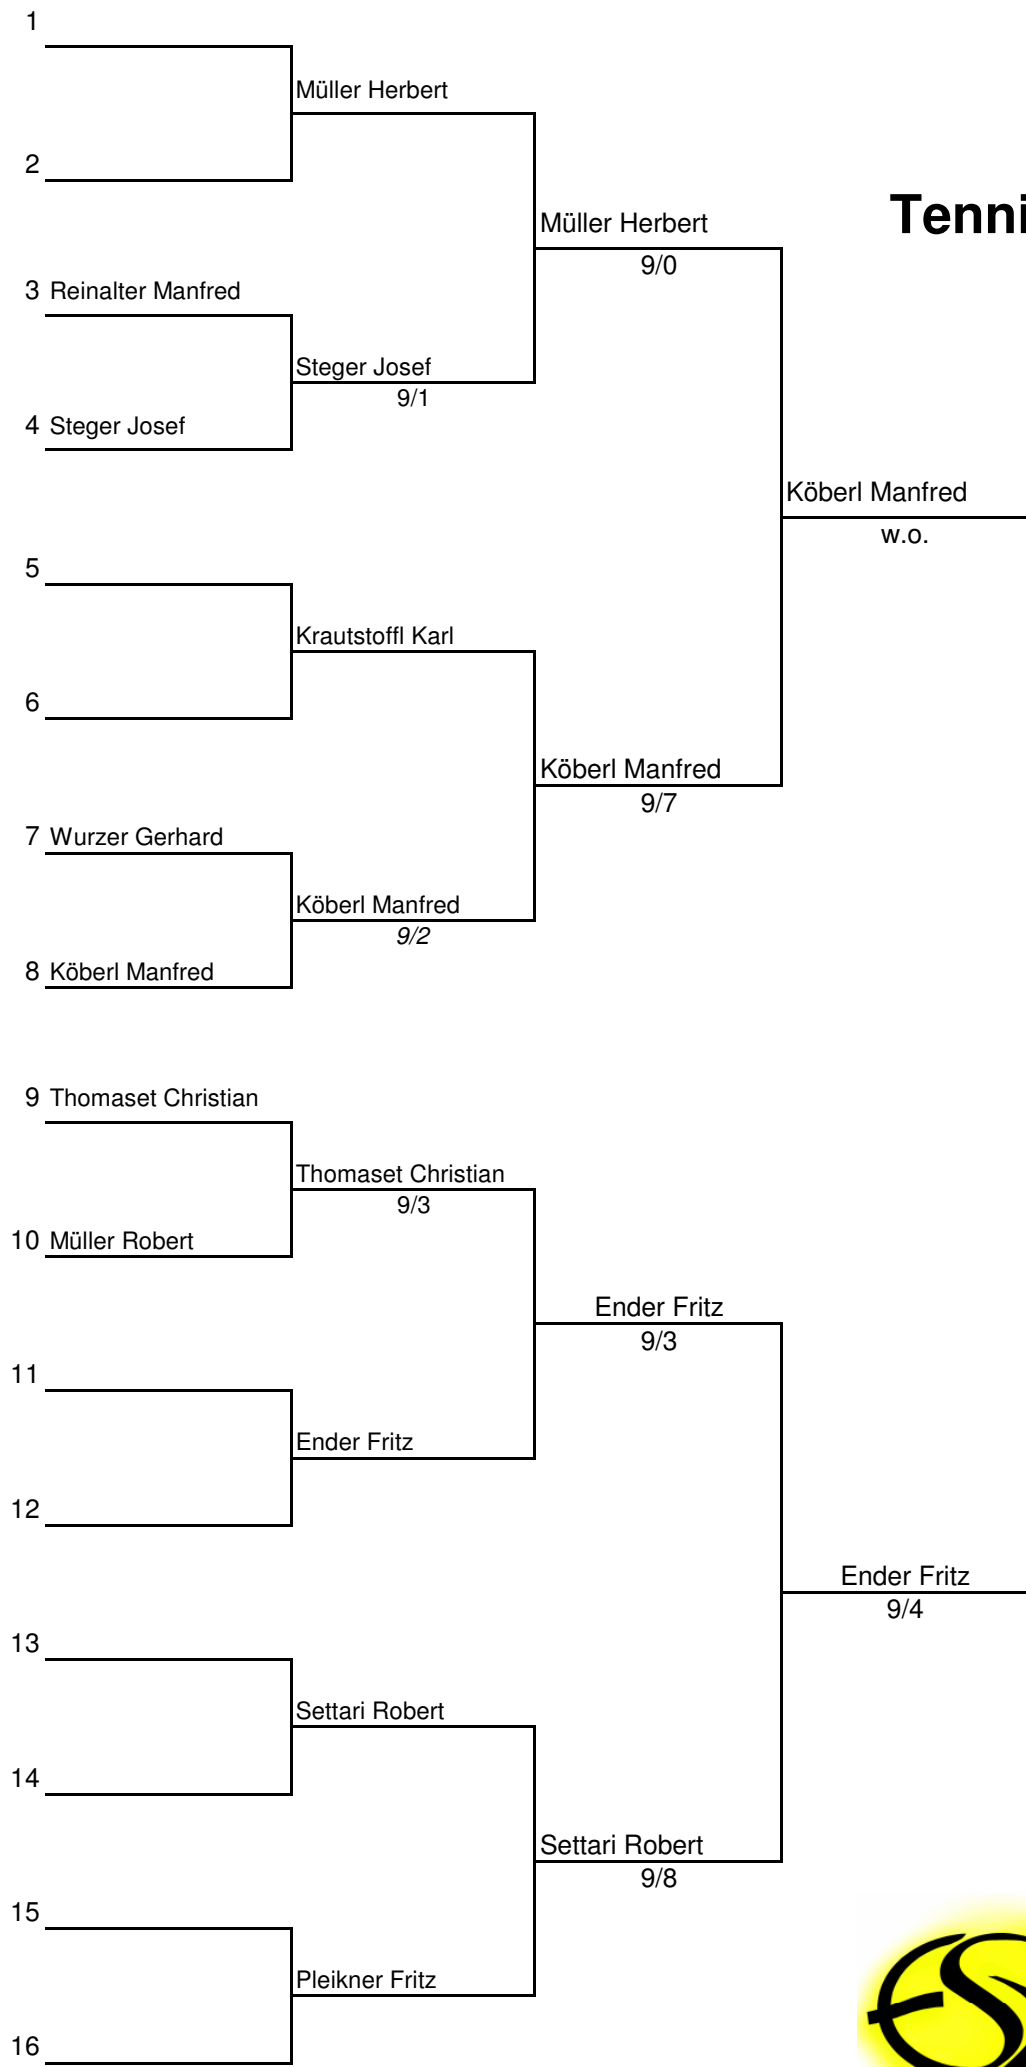 1
Müller Herbert
2
Tenni
Müller Herbert
9/0
3 Reinalter Manfred
Steger Josef
9/1
4 Steger Josef
Köberl Manfred
w.o.
5
Krautstoffl Karl
6
Köberl Manfred
9/7
7 Wurzer Gerhard
Köberl Manfred
9/2
8 Köberl Manfred
9 Thomaset Christian
Thomaset Christian
9/3
10 Müller Robert
Ender Fritz
9/3
11
Ender Fritz
12
Ender Fritz
9/4
13
Settari Robert
14
Settari Robert
9/8
15
Pleikner Fritz
16